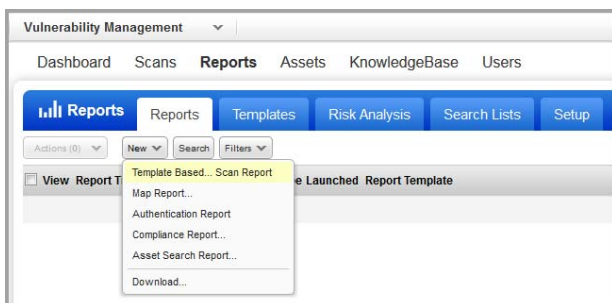 Vulnerability Management
Dashboard Scans Reports Assets KnowledgeBase Users
Reports Reports Templates Risk Analysis Search Lists Setup
Actions (0) New Search Filters
View Report T e Launched Report Template
Template Based... Scan Report
Map Report...
Authentication Report
Compliance Report...
Asset Search Report...
Download...